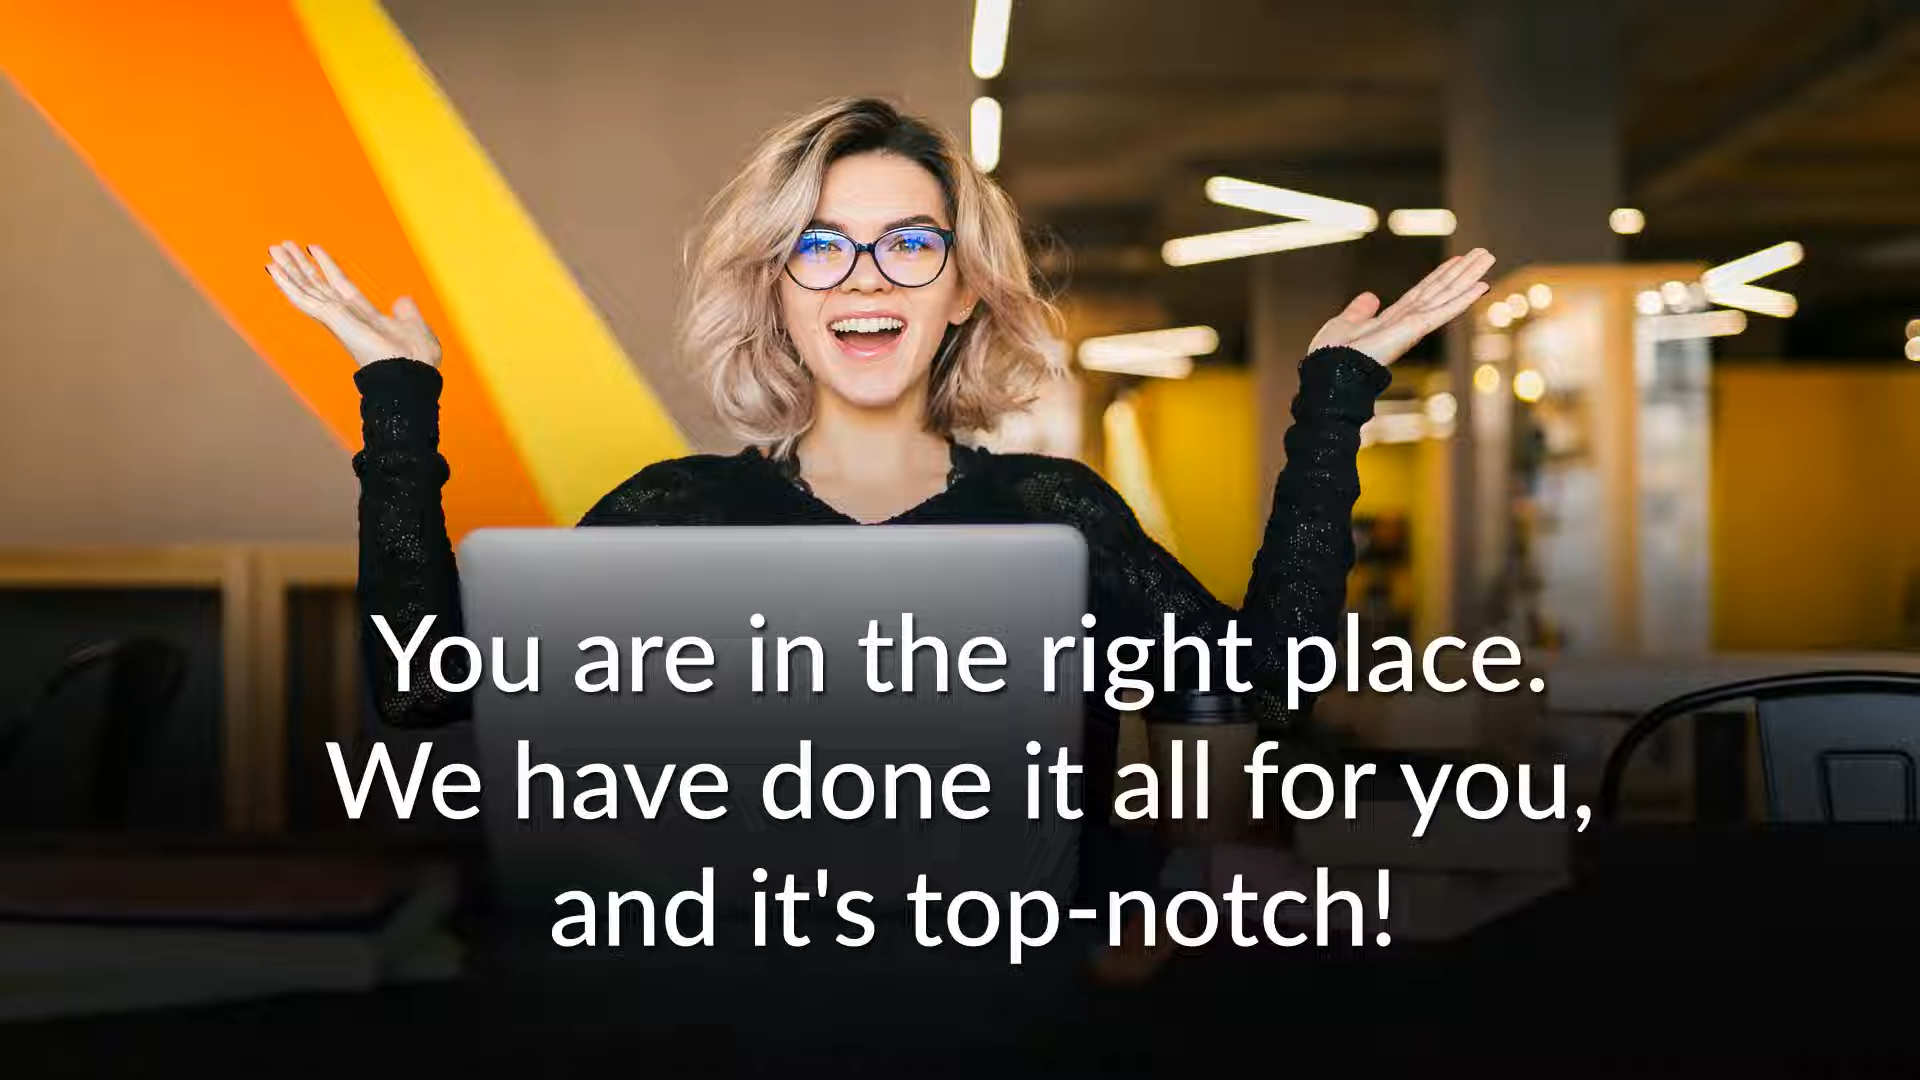 You are in the right place.
We have done it all for you,
and it's top-notch!